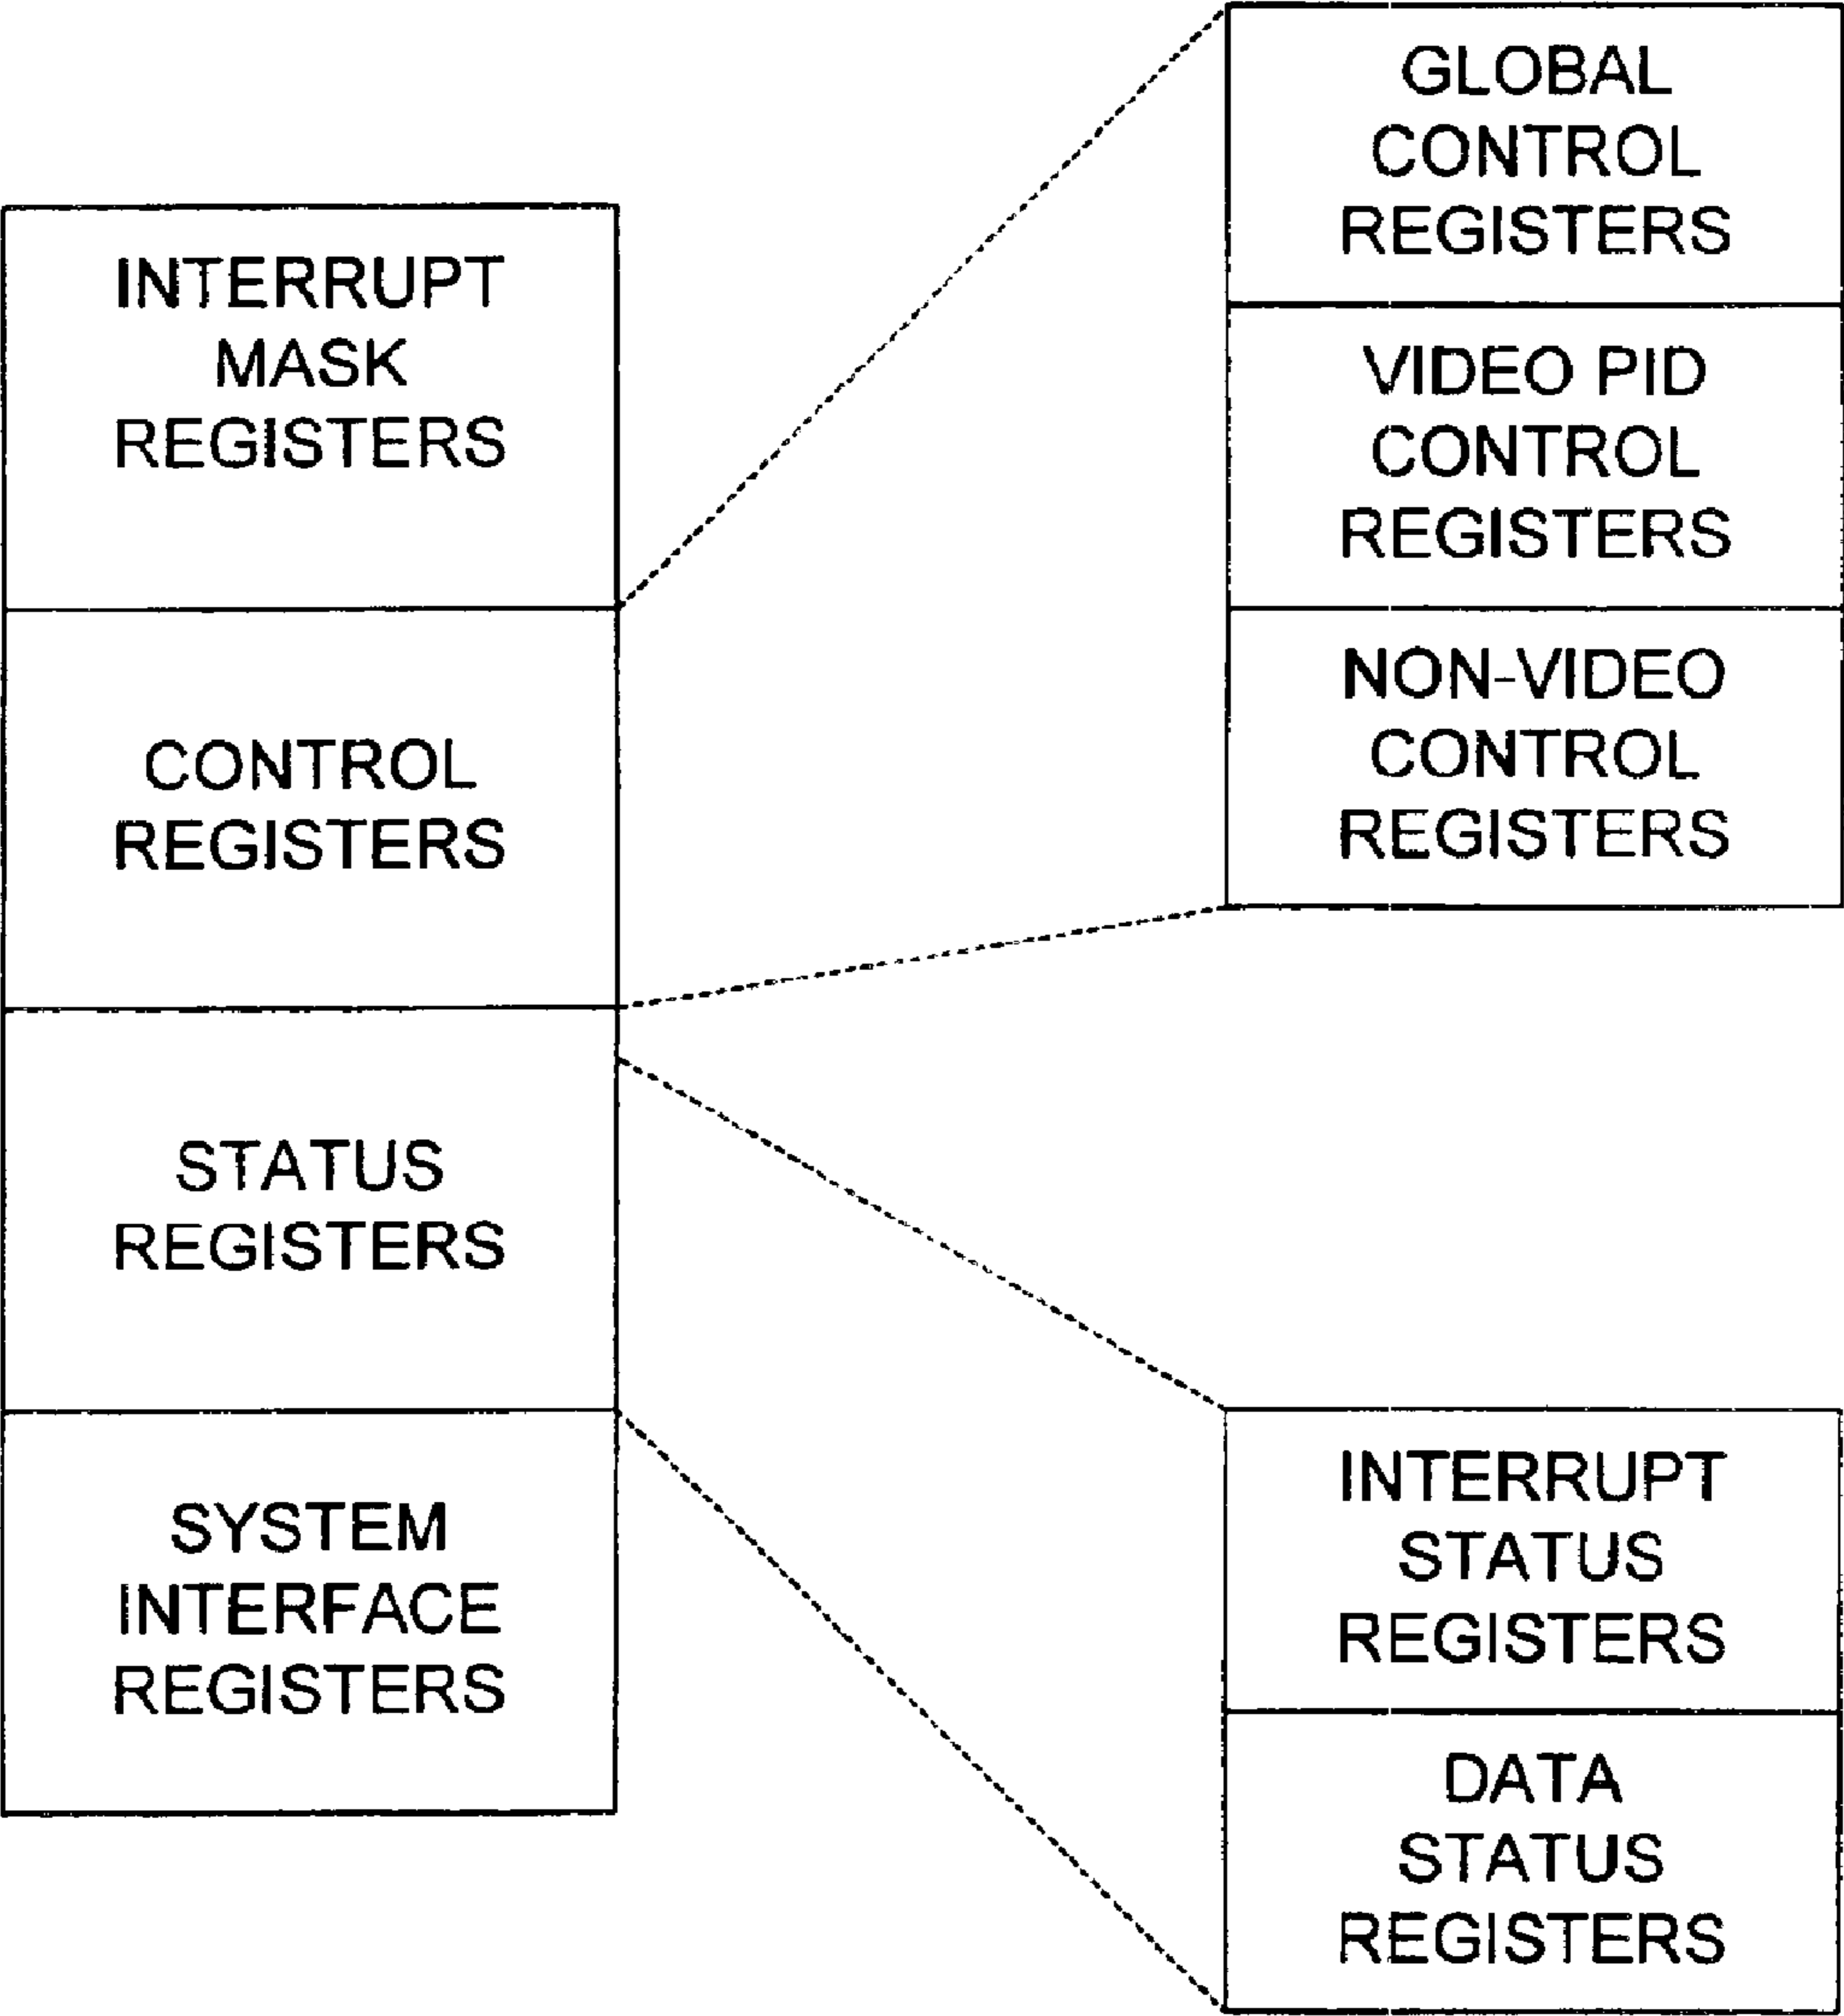 INTERRUPT
MASK
REGISTERS
CONTROL
REGISTERS
STATUS
REGISTERS
SYSTEM
INTERFACE
REGISTERS
GLOBAL
CONTROL
REGISTERS
VIDEO PID
CONTROL
REGISTERS
NON-VIDEO
CONTROL
REGISTERS
INTERRUPT
STATUS
REGISTERS
DATA
STATUS
REGISTERS